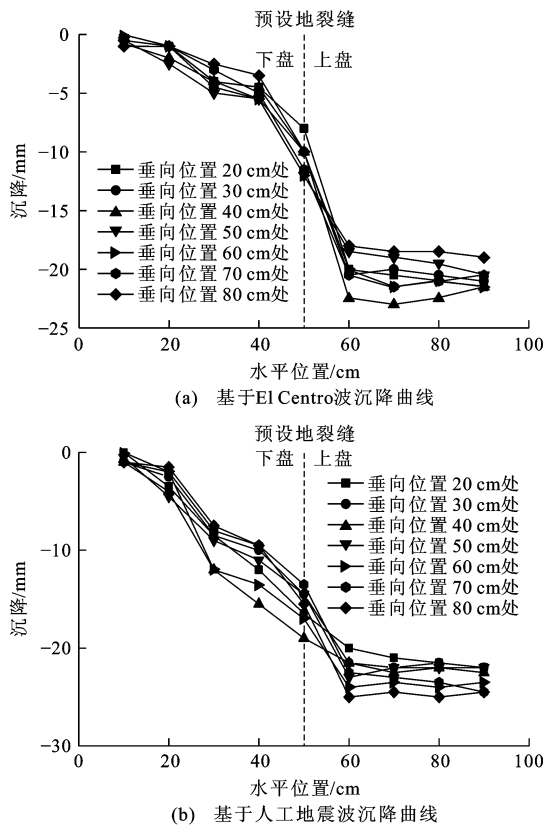 预设地裂缝
下盘 上盘
0
−5
−10
−15
−20
−25
沉降/mm
垂向位置 20 cm处
垂向位置 30 cm处
垂向位置 40 cm处
垂向位置 50 cm处
垂向位置 60 cm处
垂向位置 70 cm处
垂向位置 80 cm处
0 20 40 60 80 100
水平位置/cm
(a) 基于El Centro波沉降曲线
预设地裂缝
下盘 上盘
0
−10
−20
−30
沉降/mm
垂向位置 20 cm处
垂向位置 30 cm处
垂向位置 40 cm处
垂向位置 50 cm处
垂向位置 60 cm处
垂向位置 70 cm处
垂向位置 80 cm处
0 20 40 60 80 100
水平位置/cm
(b) 基于人工地震波沉降曲线